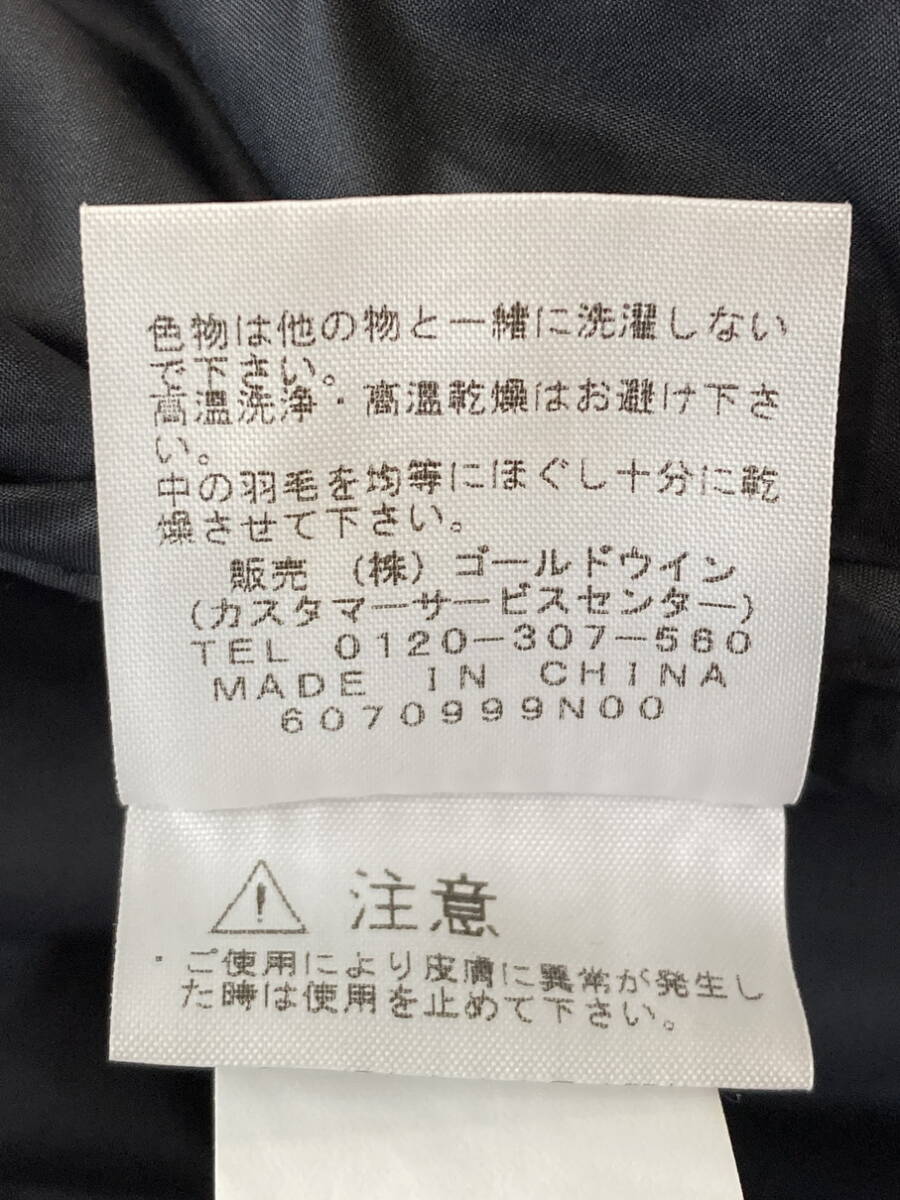 色物は他の物と一緒に洗濯しない
で下さい。
高温洗浄・高温乾燥はお避け下さ
い。
中の羽毛を均等にほぐし十分に乾
燥させて下さい。
販売 (株) ゴールドウイン
(カスタマーサービスセンター)
TEL 0120-307-560
MADE IN CHINA
6070999N00
注意
・ご使用により皮膚に異常が発生し
た時は使用を止めて下さい。